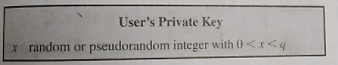 User's Private Key
x random or pseudorandom integer with 0 < x < q